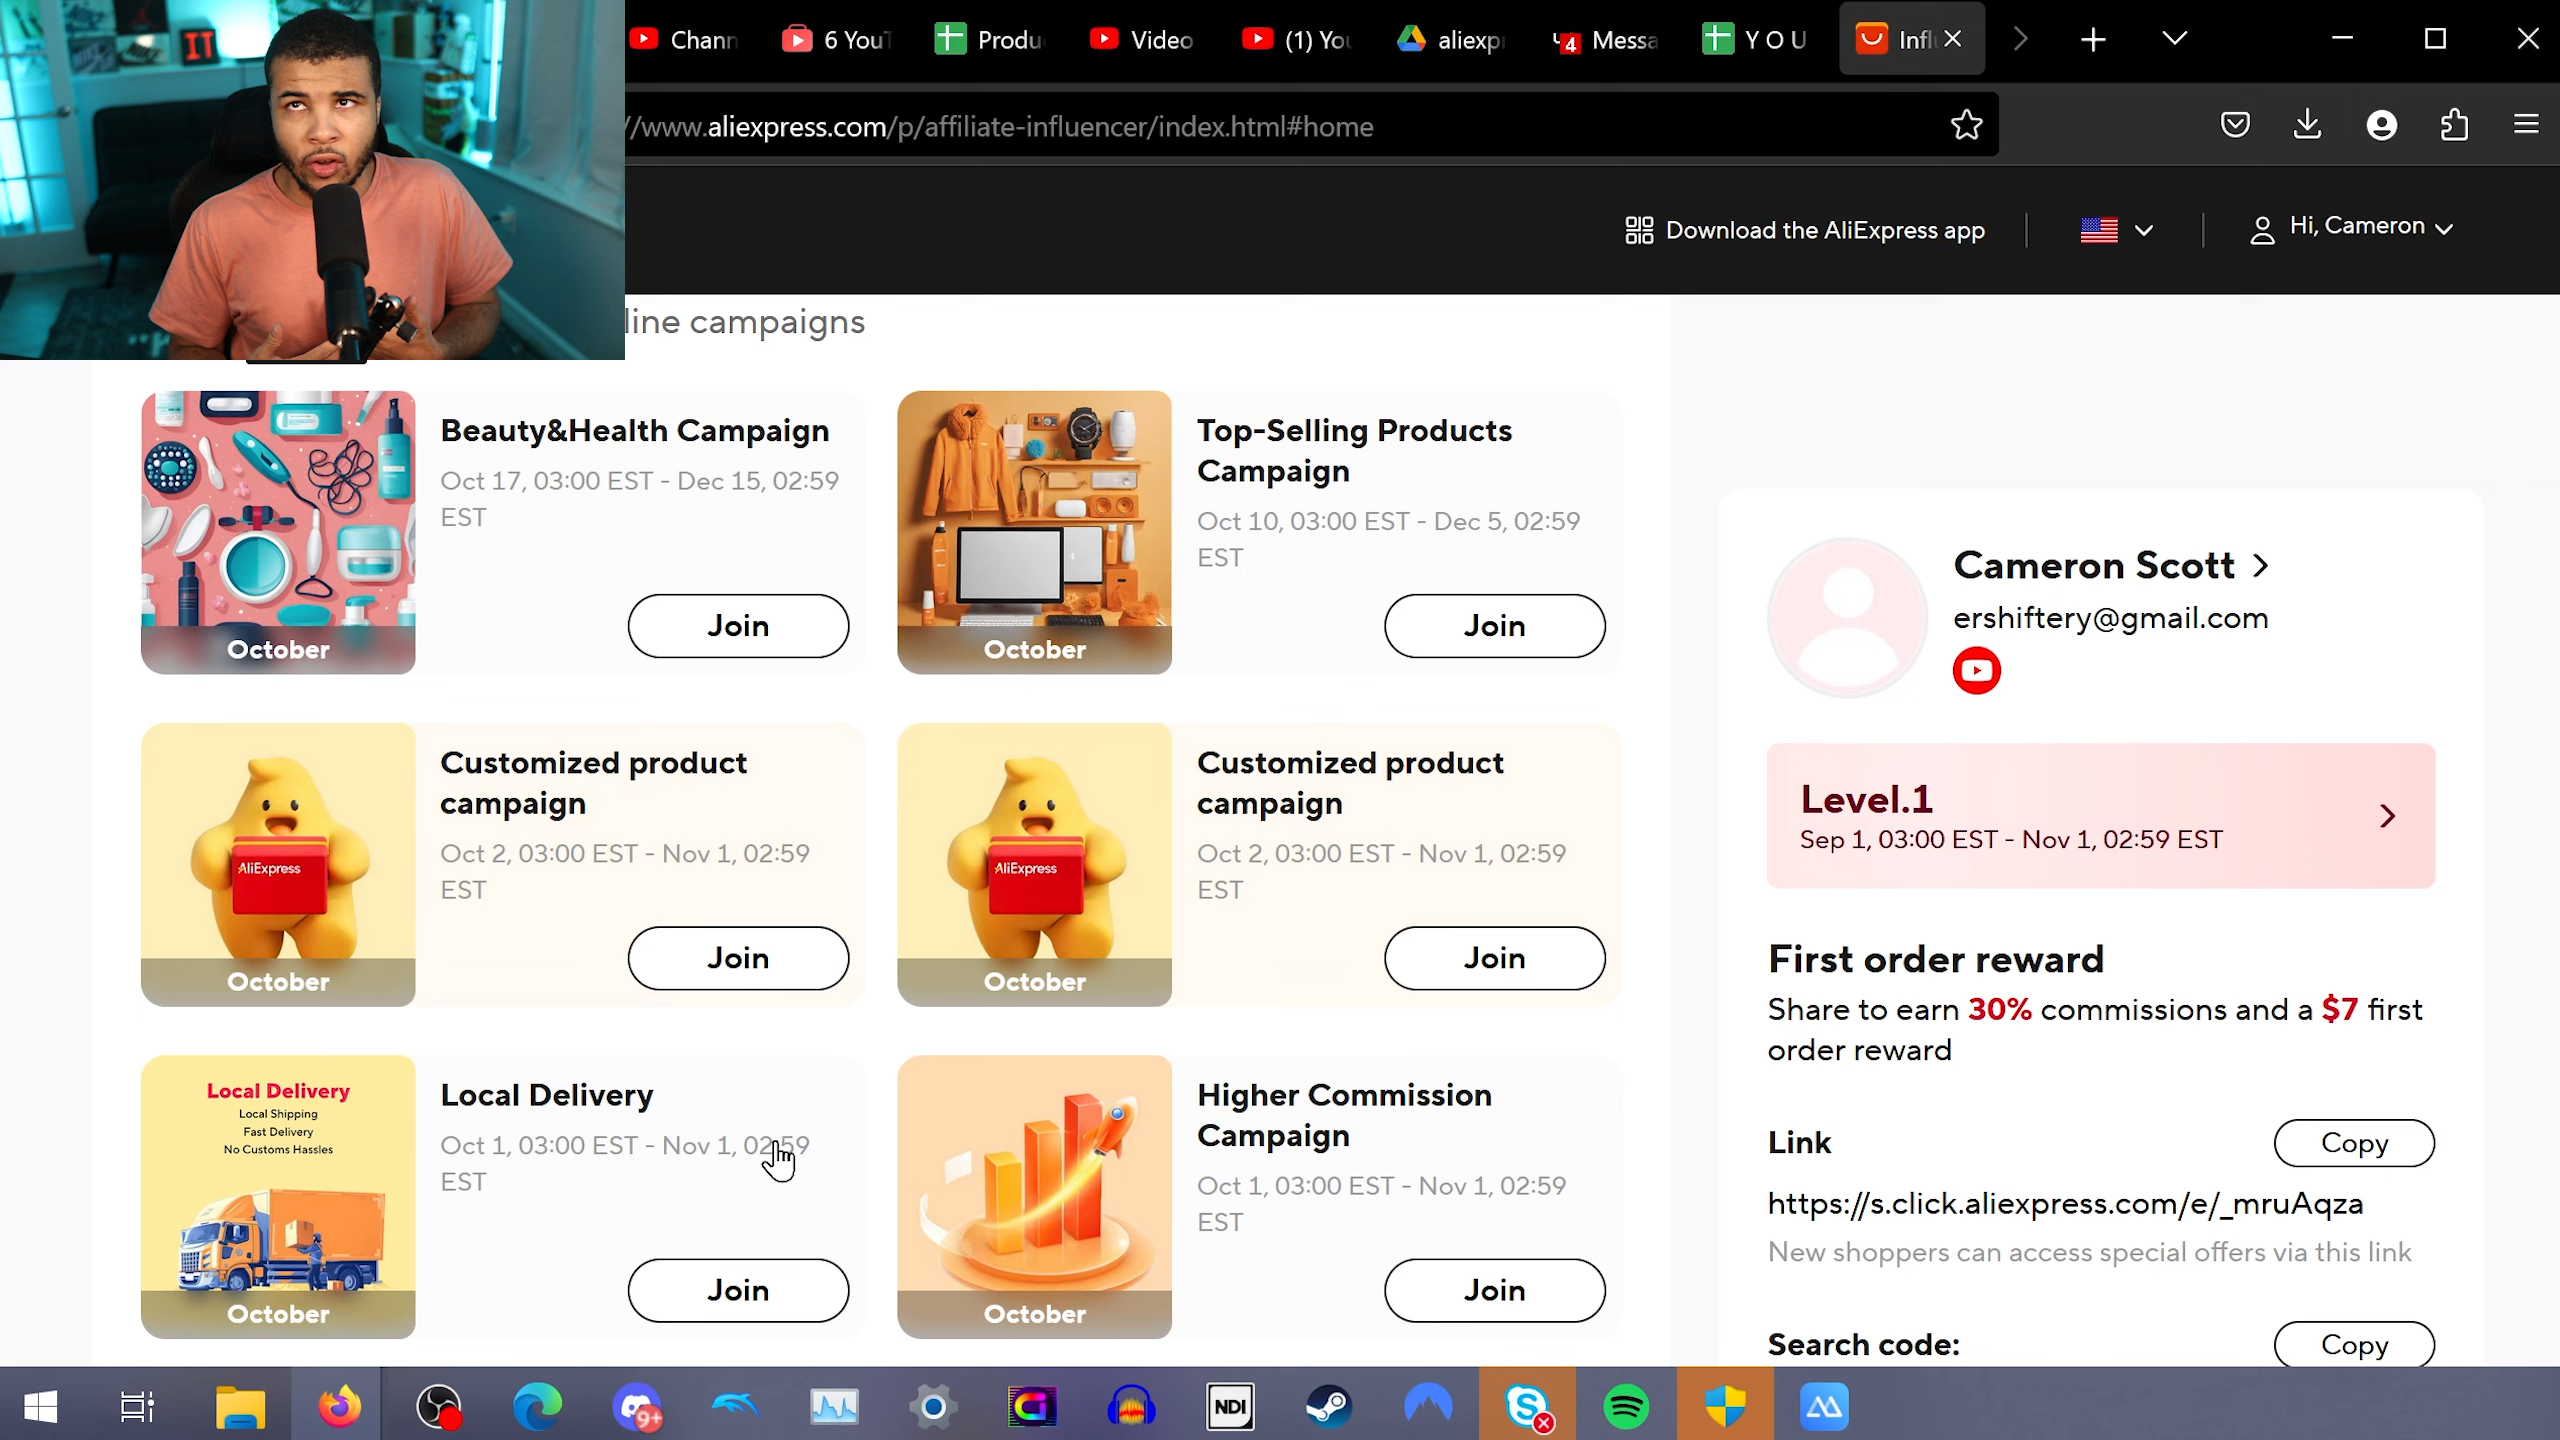 IT
Chann
6 YouT
Produ
Video
(1) You
aliexp
4
Messa
Y O U
Infl
//www.aliexpress.com/p/affiliate-influencer/index.html#home
Download the AliExpress app
Hi, Cameron
line campaigns
Beauty&Health Campaign
Oct 17, 03:00 EST - Dec 15, 02:59
EST
Join
October
Top-Selling Products
Campaign
Oct 10, 03:00 EST - Dec 5, 02:59
EST
Join
October
Customized product
campaign
Oct 2, 03:00 EST - Nov 1, 02:59
EST
AliExpress
Join
October
Customized product
campaign
Oct 2, 03:00 EST - Nov 1, 02:59
EST
AliExpress
Join
October
Local Delivery
Local Shipping
Fast Delivery
No Customs Hassles
Local Delivery
Oct 1, 03:00 EST - Nov 1, 02:59
EST
Join
October
Higher Commission
Campaign
Oct 1, 03:00 EST - Nov 1, 02:59
EST
Join
October
Cameron Scott
ershiftery@gmail.com
Level.1
Sep 1, 03:00 EST - Nov 1, 02:59 EST
First order reward
Share to earn 30% commissions and a $7 first
order reward
Link
Copy
https://s.click.aliexpress.com/e/_mruAqza
New shoppers can access special offers via this link
Search code:
Copy
9+
NDI